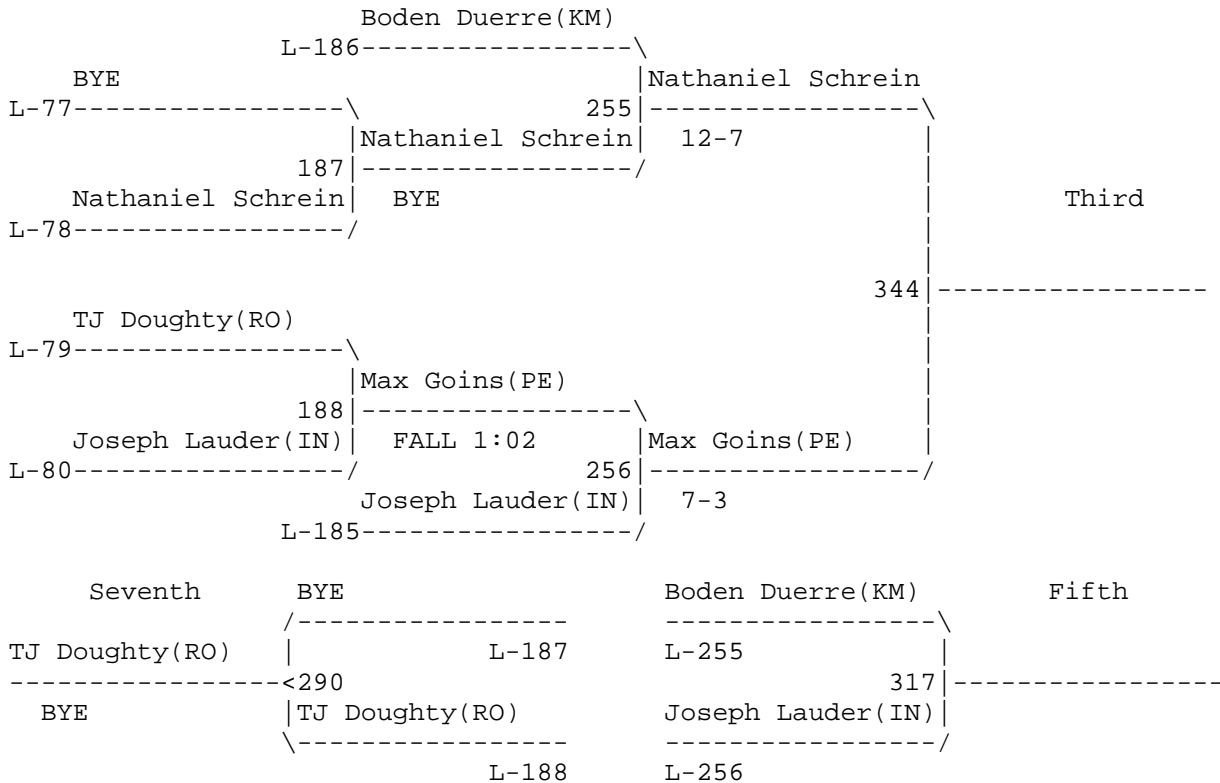 Boden Duerre(KM)
L-186-----------------\
BYE |Nathaniel Schrein
L-77-----------------\ 255|-----------------\
|Nathaniel Schrein| 12-7 |
187|-----------------/ |
Nathaniel Schrein| BYE | Third
L-78-----------------/ |
|
344|-----------------
TJ Doughty(RO) |
L-79-----------------\ |
|Max Goins(PE) |
188|-----------------\ |
Joseph Lauder(IN)| FALL 1:02 |Max Goins(PE) |
L-80-----------------/ 256|-----------------/
Joseph Lauder(IN)| 7-3
L-185-----------------/
Seventh BYE Boden Duerre(KM) Fifth
/----------------- -----------------\
TJ Doughty(RO) | L-187 L-255 |
-----------------<290 317|-----------------
BYE |TJ Doughty(RO) Joseph Lauder(IN)|
\----------------- -----------------/
L-188 L-256